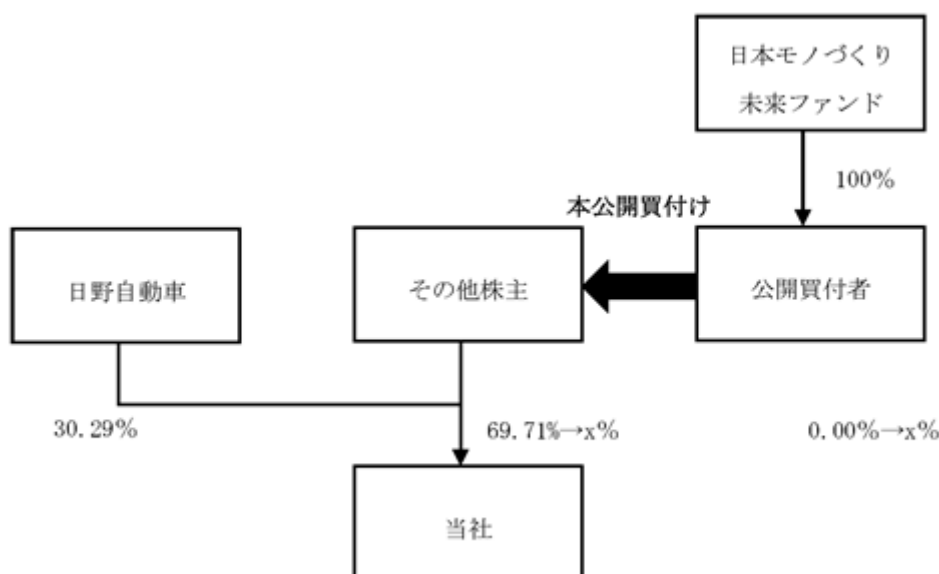 日本モノづくり
未来ファンド
100%
本公開買付け
日野自動車
その他株主
公開買付者
30.29%
69.71%→x%
0.00%→x%
当社